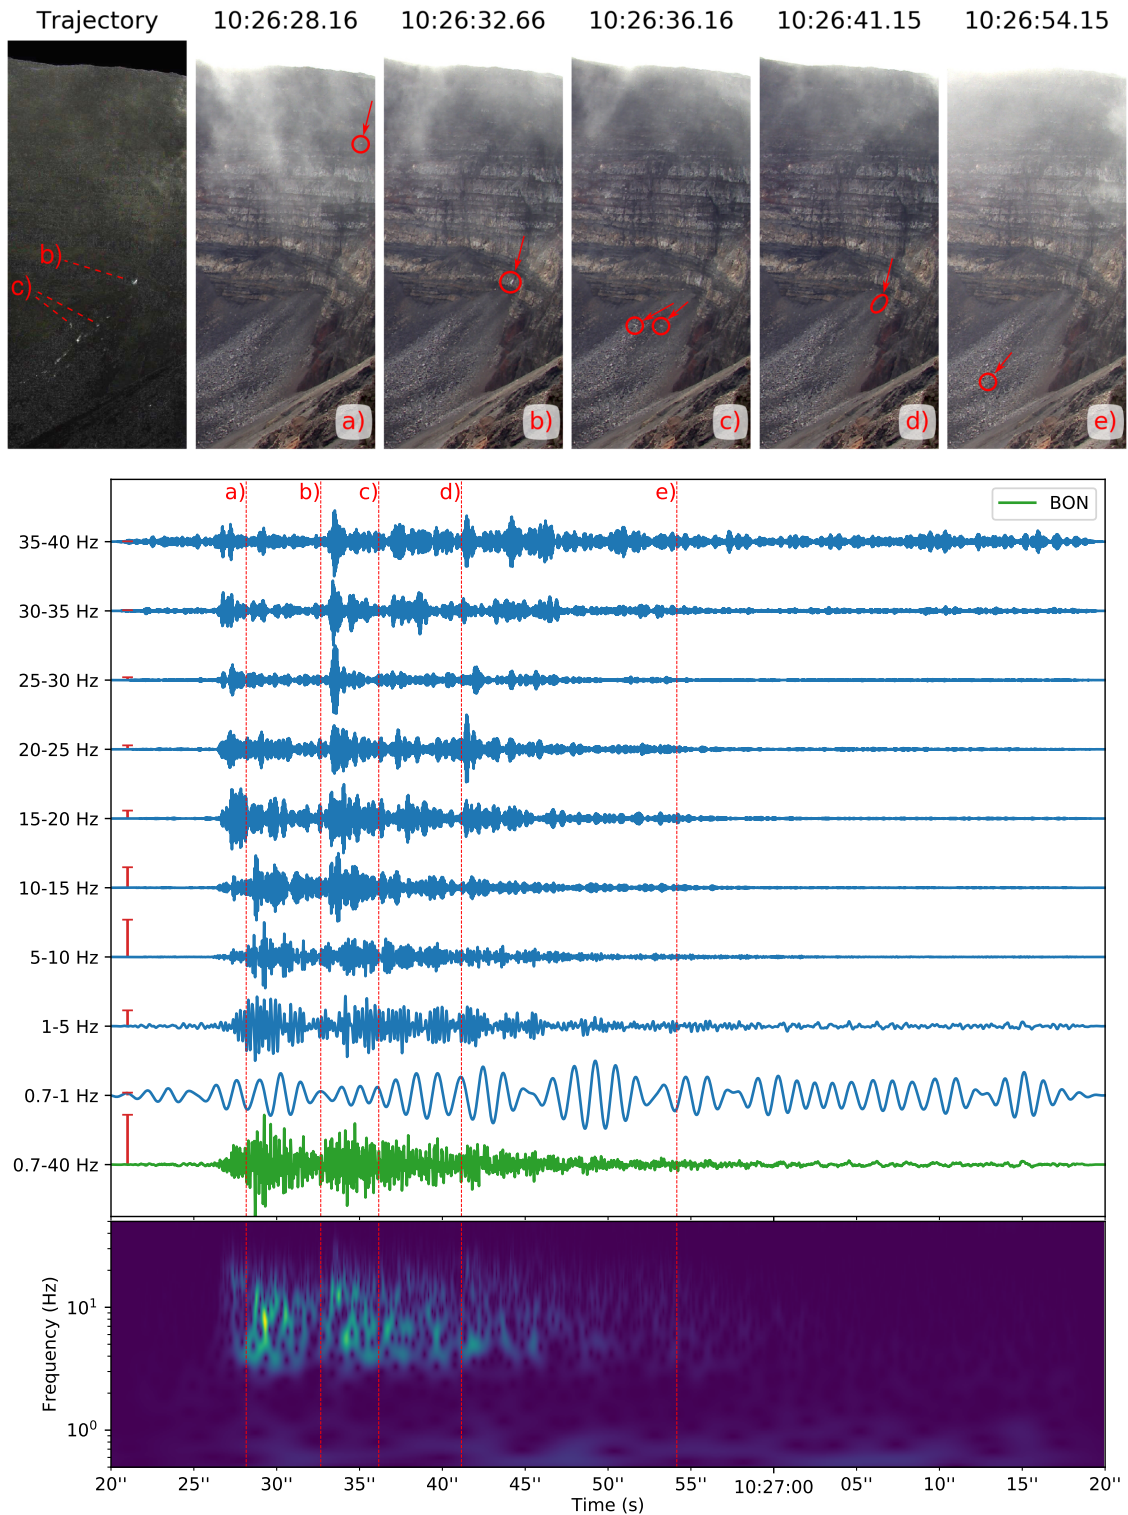 Trajectory 10:26:28.16 10:26:32.66 10:26:36.16 10:26:41.15 10:26:54.15
b)
c)
a) b) c) d) e)
a) b) c) d) e)
BON
35-40 Hz
30-35 Hz
25-30 Hz
20-25 Hz
15-20 Hz
10-15 Hz
5-10 Hz
1-5 Hz
0.7-1 Hz
0.7-40 Hz
Frequency (Hz)
10¹
10⁰
20'' 25'' 30'' 35'' 40'' 45'' 50'' 55'' 10:27:00 05'' 10'' 15'' 20''
Time (s)